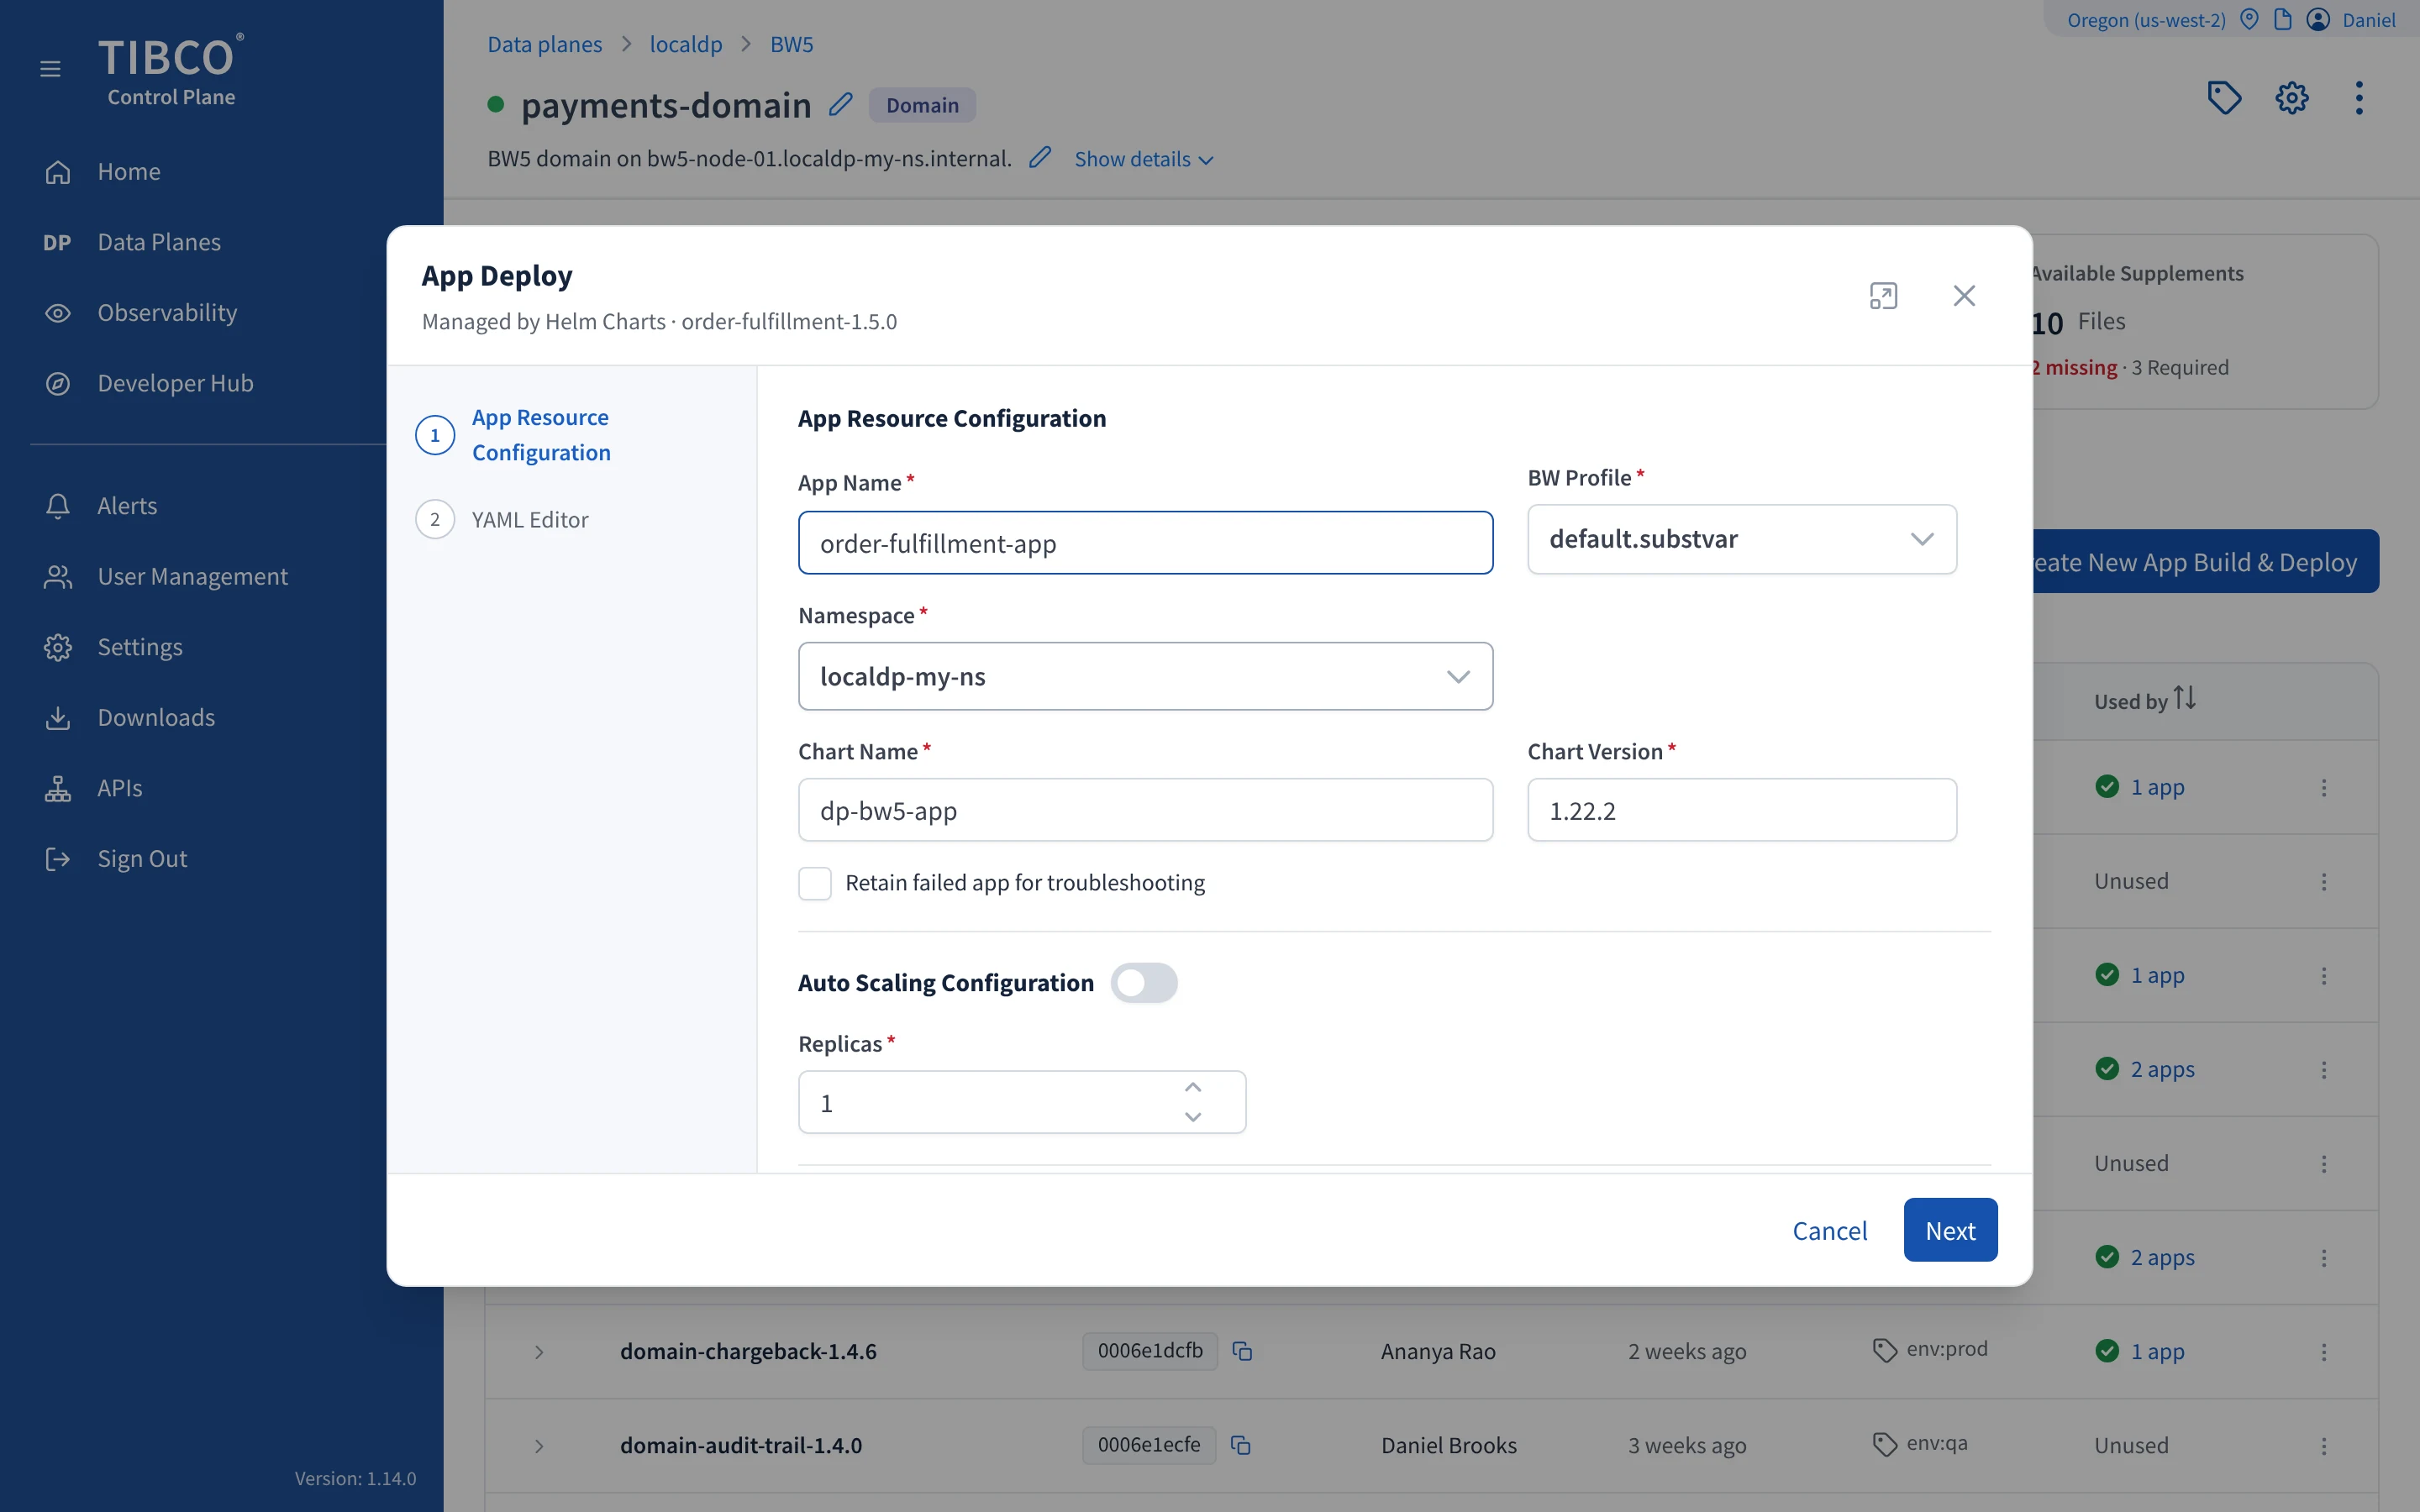 TIBCO®
Control Plane
Home
DP Data Planes
Observability
Developer Hub
Alerts
User Management
Settings
Downloads
APIs
Sign Out
Version: 1.14.0
Oregon (us-west-2) Daniel
Data planes > localdp > BW5
payments-domain Domain
BW5 domain on bw5-node-01.localdp-my-ns.internal. Show details
Available Supplements
10 Files
2 missing · 3 Required
App Deploy
Managed by Helm Charts · order-fulfillment-1.5.0
1 App Resource
Configuration
2 YAML Editor
App Resource Configuration
App Name *
order-fulfillment-app
BW Profile *
default.substvar
Namespace *
localdp-my-ns
Chart Name *
dp-bw5-app
Chart Version *
1.22.2
Retain failed app for troubleshooting
Auto Scaling Configuration
Replicas *
1
Cancel Next
New App Build & Deploy
Used by
1 app
Unused
1 app
2 apps
Unused
2 apps
domain-chargeback-1.4.6 0006e1dcfb Ananya Rao 2 weeks ago env:prod 1 app
domain-audit-trail-1.4.0 0006e1ecfe Daniel Brooks 3 weeks ago env:qa Unused